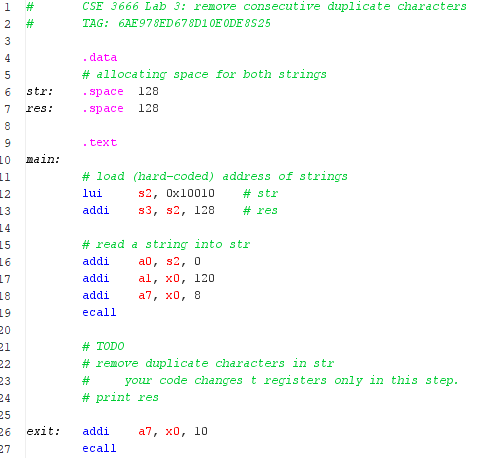 1 # CSE 3666 Lab 3: remove consecutive duplicate characters
2 # TAG: 6AE978ED678D10E0DE8S25
3
4 .data
5 # allocating space for both strings
6 str: .space 128
7 res: .space 128
8
9 .text
10 main:
11 # load (hard-coded) address of strings
12 lui s2, 0x10010 # str
13 addi s3, s2, 128 # res
14
15 # read a string into str
16 addi a0, s2, 0
17 addi a1, x0, 120
18 addi a7, x0, 8
19 ecall
20
21 # TODO
22 # remove duplicate characters in str
23 # your code changes t registers only in this step.
24 # print res
25
26 exit: addi a7, x0, 10
27 ecall